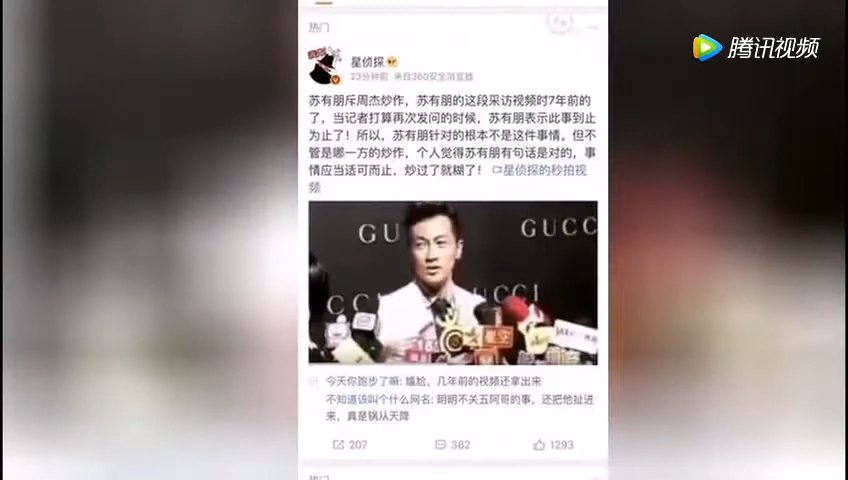 热门
腾讯视频
星侦探
23分钟前 来自360安全浏览器
苏有朋斥周杰炒作，苏有朋的这段采访视频时7年前的
了，当记者打算再次发问的时候，苏有朋表示此事到止
为止了！所以，苏有朋针对的根本不是这件事情。但不
管是哪一方的炒作，个人觉得苏有朋有句话是对的，事
情应当适可而止，炒过了就糊了！ 星侦探的秒拍视
频
GUCCI
GUCC
GUCCI
今天你跑步了嘛: 尴尬，几年前的视频还拿出来
不知道该叫个什么网名: 明明不关五阿哥的事，还把他扯进
来，真是锅从天降
207 362 1293
热门